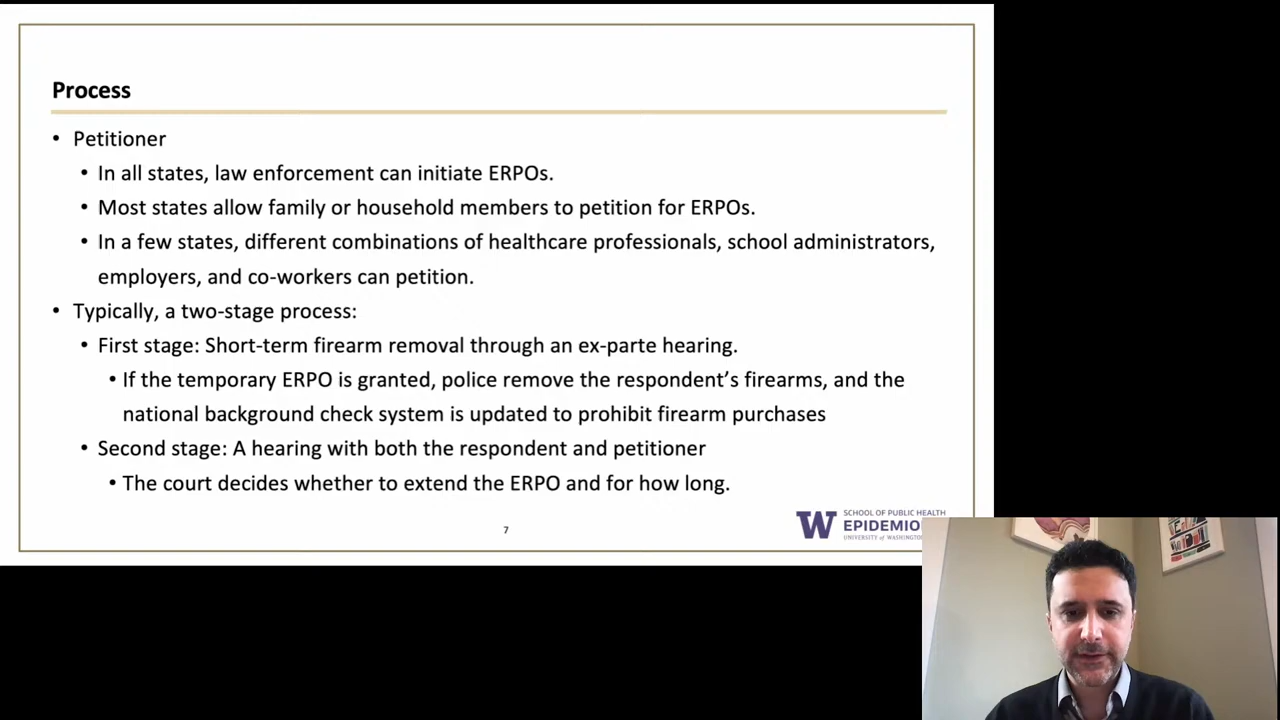 Process
• Petitioner
• In all states, law enforcement can initiate ERPOs.
• Most states allow family or household members to petition for ERPOs.
• In a few states, different combinations of healthcare professionals, school administrators,
employers, and co-workers can petition.
• Typically, a two-stage process:
• First stage: Short-term firearm removal through an ex-parte hearing.
• If the temporary ERPO is granted, police remove the respondent’s firearms, and the
national background check system is updated to prohibit firearm purchases
• Second stage: A hearing with both the respondent and petitioner
• The court decides whether to extend the ERPO and for how long.
7
W
SCHOOL OF PUBLIC HEALTH
EPIDEMIO
UNIVERSITY of WASHINGTON